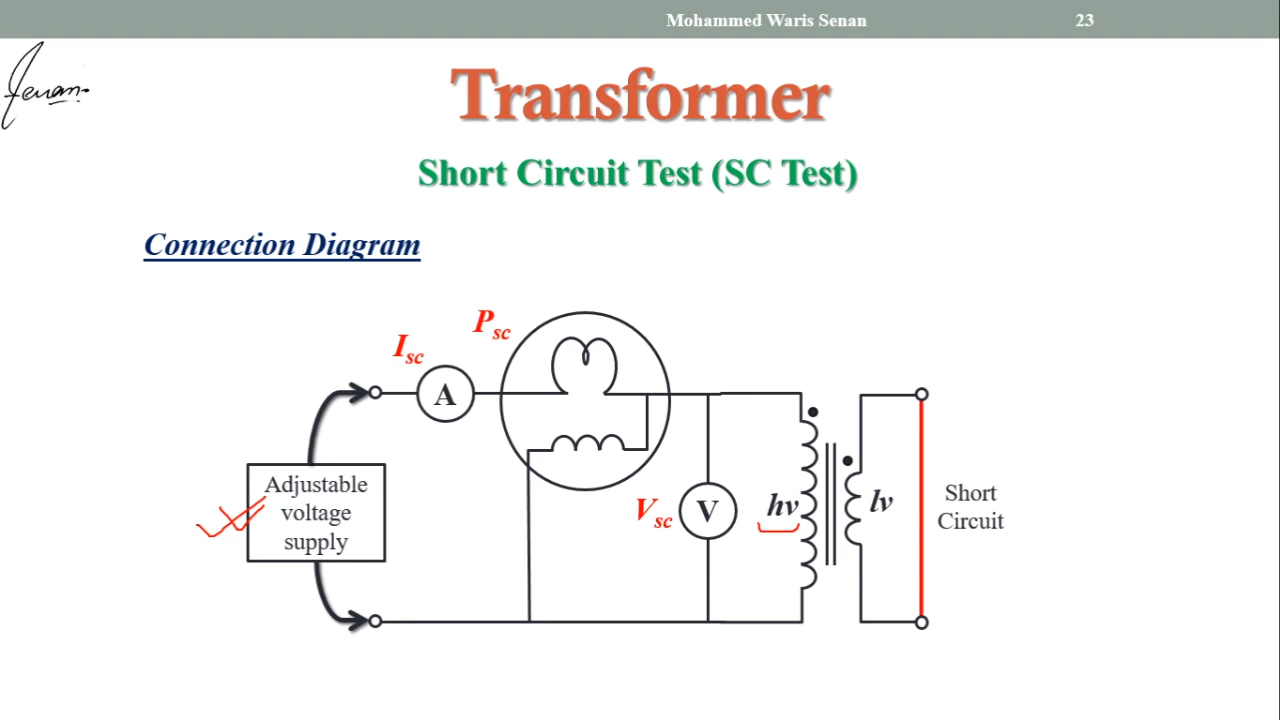 Mohammed Waris Senan
23
Senan
Transformer
Short Circuit Test (SC Test)
Connection Diagram
Psc
Isc
A
Adjustable
voltage
supply
Vsc
V
hv
lv
Short
Circuit